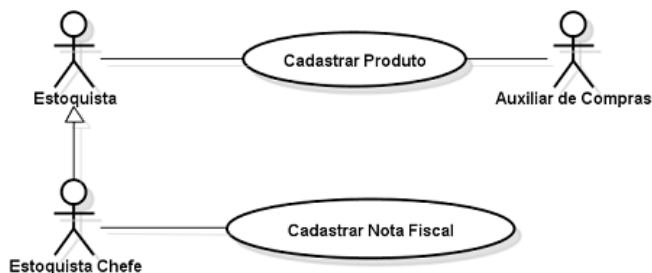 Cadastrar Produto
Estoquista
Auxiliar de Compras
Cadastrar Nota Fiscal
Estoquista Chefe